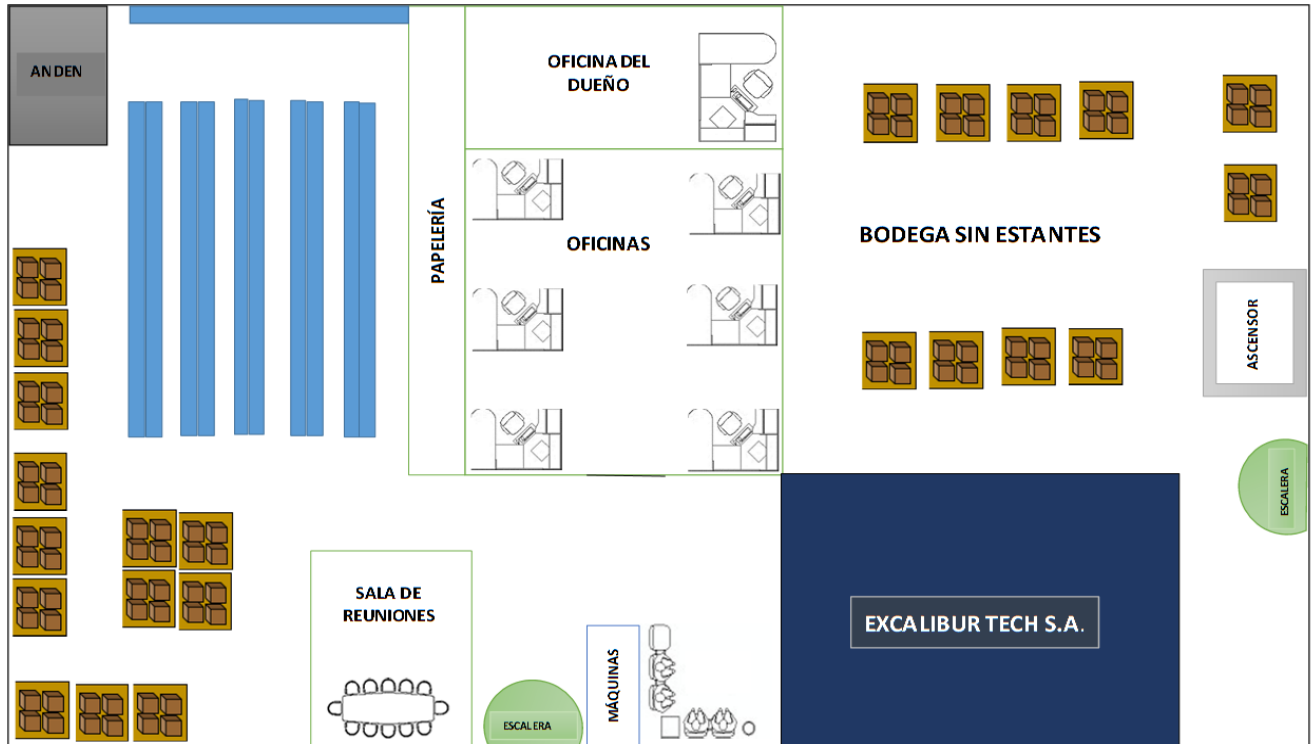 ANDEN
OFICINA DEL
DUEÑO
PAPELERÍA
OFICINAS
BODEGA SIN ESTANTES
ASCENSOR
ESCALERA
SALA DE
REUNIONES
MÁQUINAS
ESCALERA
EXCALIBUR TECH S.A.